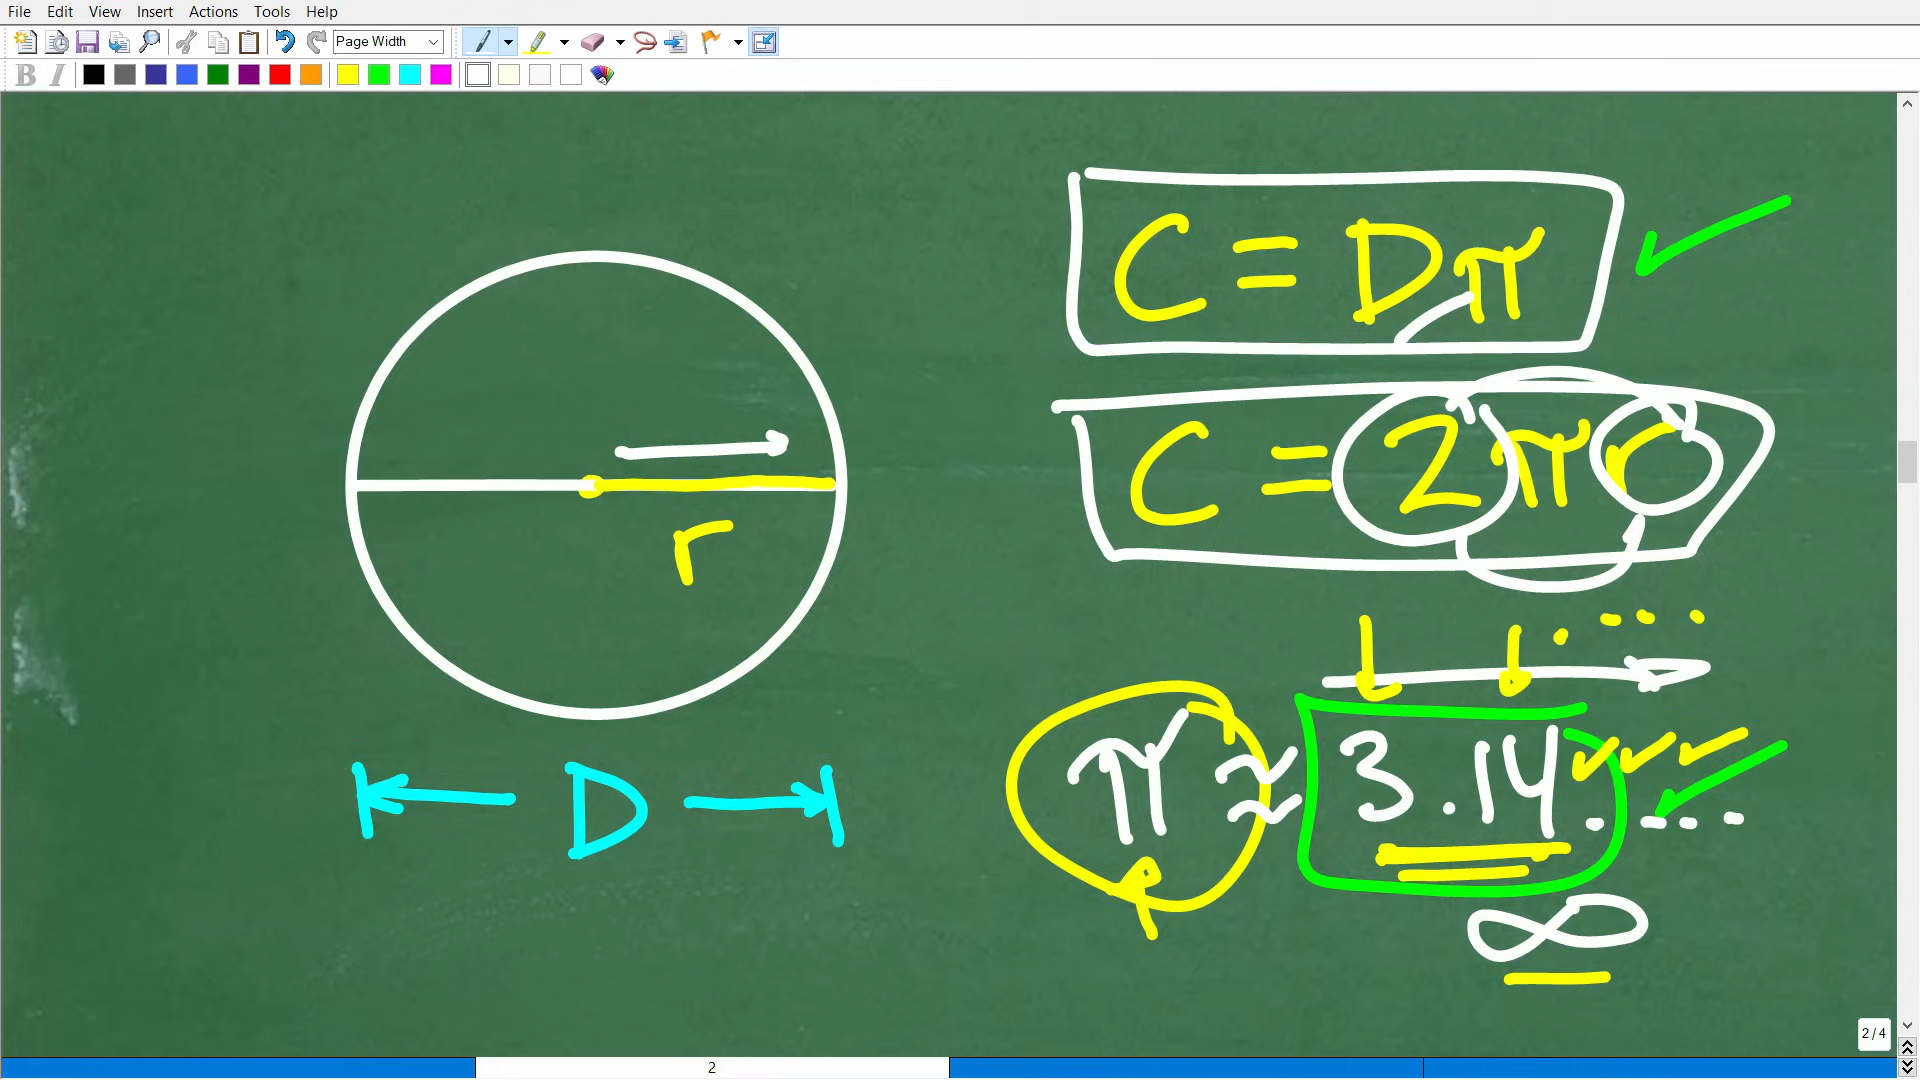 File Edit View Insert Actions Tools Help
Page Width
B I
C = Dπ
C = 2πr
r
π ≈ 3.14. . . .
D
∞
2 / 4
2